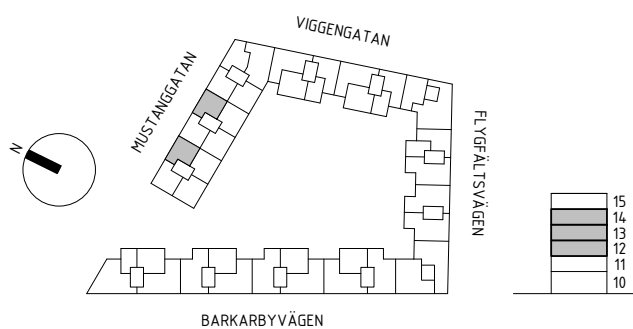 VIGGENGATAN
MUSTANGGATAN
FLYGFÄLTSVÄGEN
N
15
14
13
12
11
10
BARKARBYVÄGEN